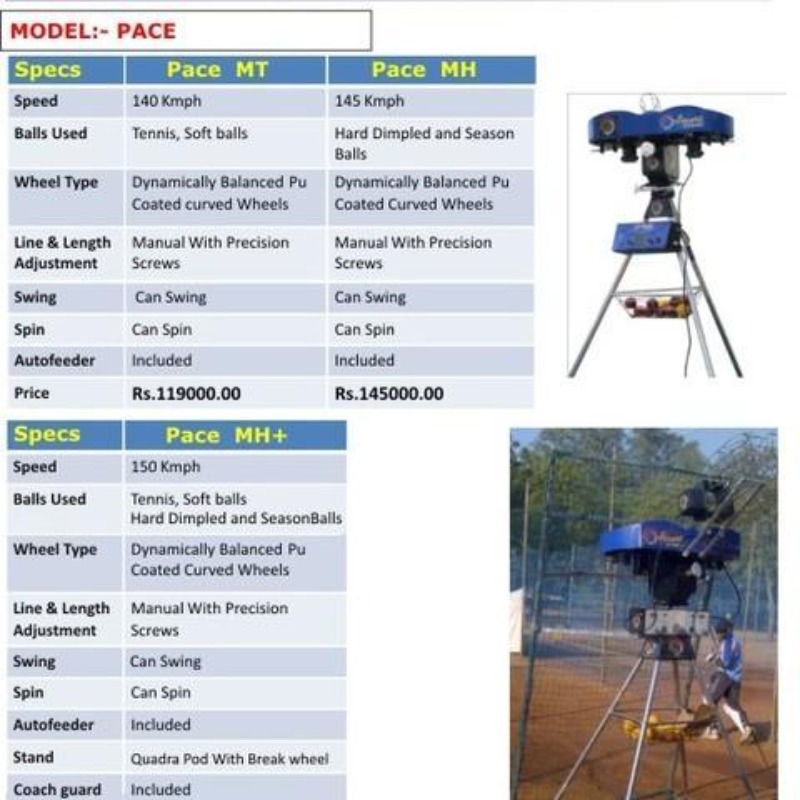 MODEL:- PACE
Specs Pace MT Pace MH
Speed 140 Kmph 145 Kmph
Balls Used Tennis, Soft balls Hard Dimpled and Season
Balls
Wheel Type Dynamically Balanced Pu Dynamically Balanced Pu
Coated curved Wheels Coated Curved Wheels
Line & Length Manual With Precision Manual With Precision
Adjustment Screws Screws
Swing Can Swing Can Swing
Spin Can Spin Can Spin
Autofeeder Included Included
Price Rs.119000.00 Rs.145000.00
Specs Pace MH+
Speed 150 Kmph
Balls Used Tennis, Soft balls
Hard Dimpled and SeasonBalls
Wheel Type Dynamically Balanced Pu
Coated Curved Wheels
Line & Length Manual With Precision
Adjustment Screws
Swing Can Swing
Spin Can Spin
Autofeeder Included
Stand Quadra Pod With Break wheel
Coach guard Included